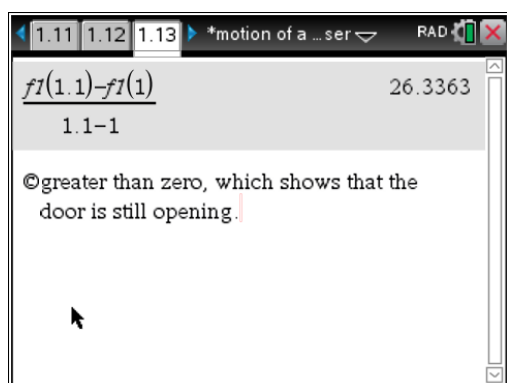 1.11 1.12 1.13 *motion of a ...ser RAD
f1(1.1)–f1(1) 26.3363
1.1–1
©greater than zero, which shows that the
door is still opening.